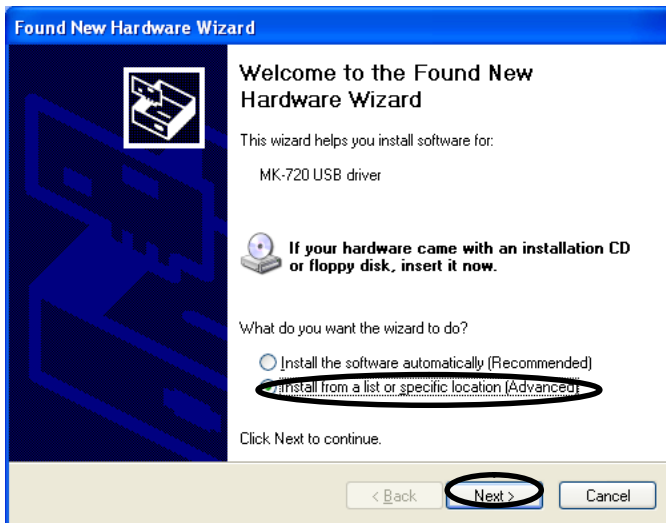 Found New Hardware Wizard
Welcome to the Found New
Hardware Wizard
This wizard helps you install software for:
MK-720 USB driver
If your hardware came with an installation CD
or floppy disk, insert it now.
What do you want the wizard to do?
Install the software automatically (Recommended)
Install from a list or specific location (Advanced)
Click Next to continue.
< Back Next > Cancel